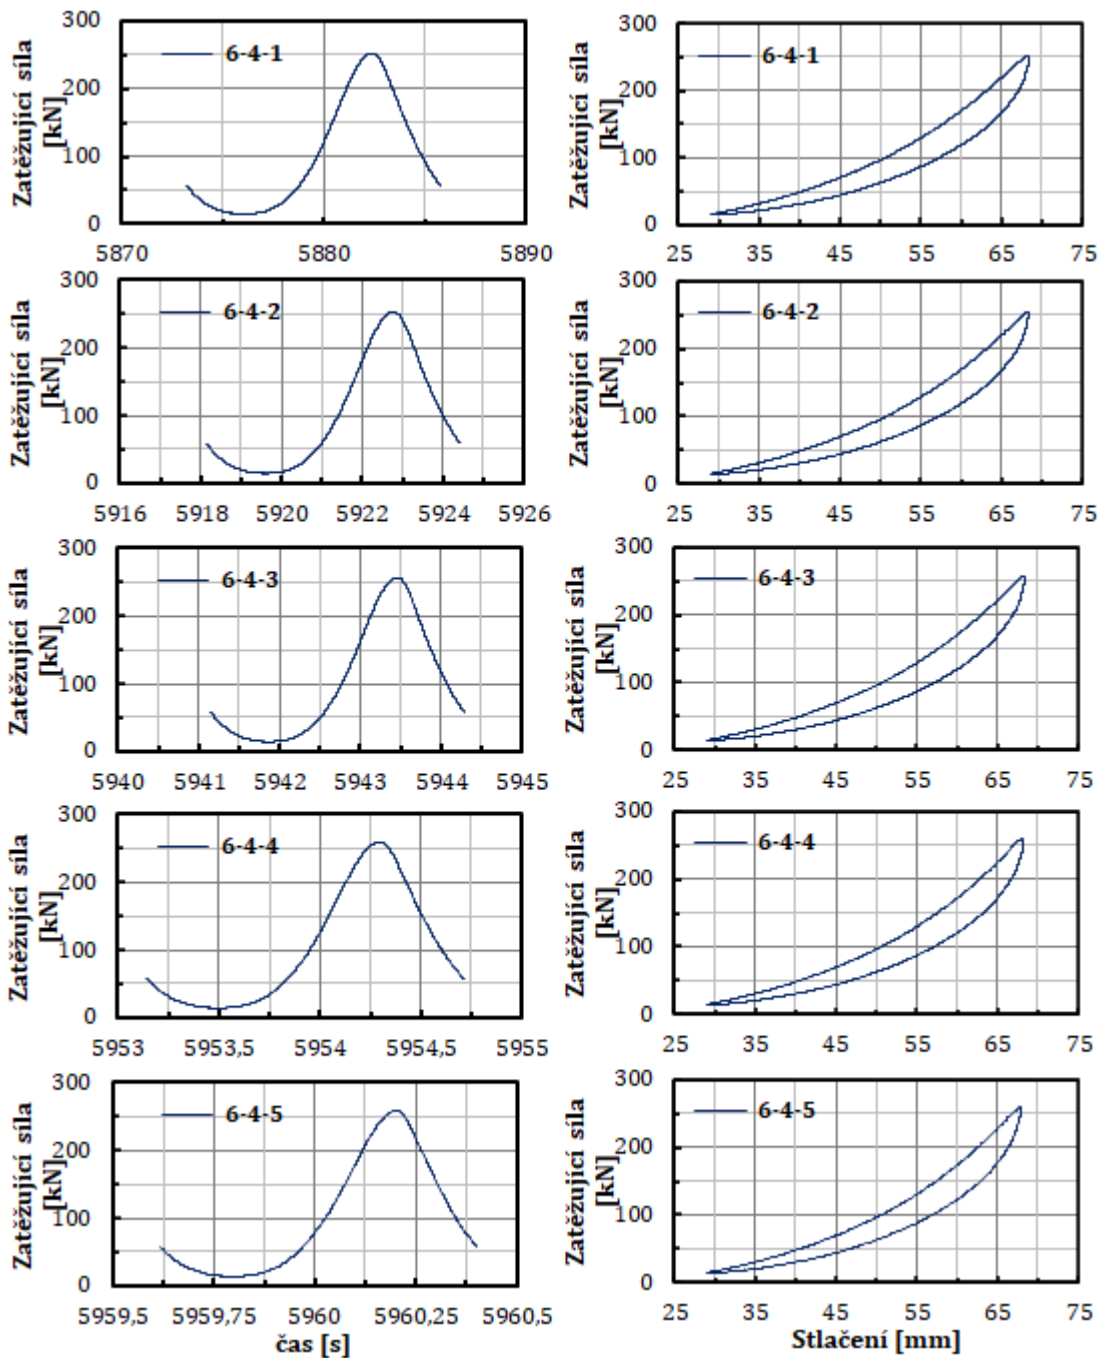 300
200
100
0
Zatěžující síla
[kN]
6-4-1
5870 5880 5890
300
200
100
0
Zatěžující síla
[kN]
6-4-1
25 35 45 55 65 75
300
200
100
0
Zatěžující síla
[kN]
6-4-2
5916 5918 5920 5922 5924 5926
300
200
100
0
Zatěžující síla
[kN]
6-4-2
25 35 45 55 65 75
300
200
100
0
Zatěžující síla
[kN]
6-4-3
5940 5941 5942 5943 5944 5945
300
200
100
0
Zatěžující síla
[kN]
6-4-3
25 35 45 55 65 75
300
200
100
0
Zatěžující síla
[kN]
6-4-4
5953 5953,5 5954 5954,5 5955
300
200
100
0
Zatěžující síla
[kN]
6-4-4
25 35 45 55 65 75
300
200
100
0
Zatěžující síla
[kN]
6-4-5
5959,5 5959,75 5960 5960,25 5960,5
čas [s]
300
200
100
0
Zatěžující síla
[kN]
6-4-5
25 35 45 55 65 75
Stlačení [mm]